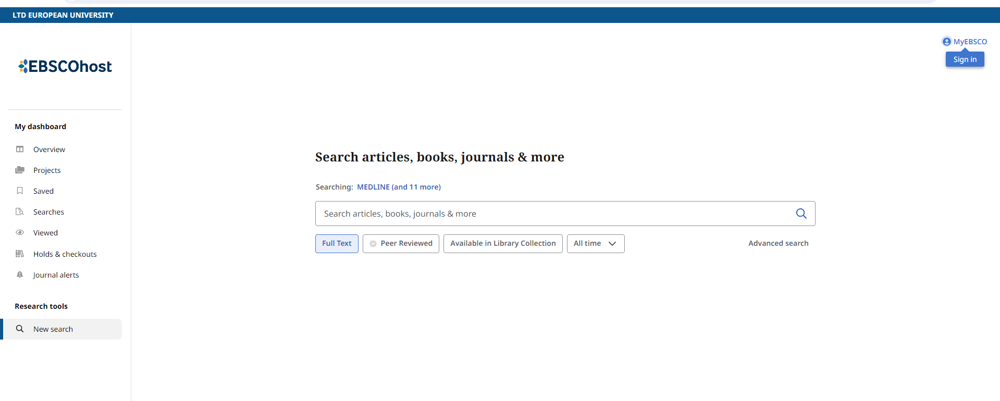 LTD EUROPEAN UNIVERSITY
MyEBSCO
Sign in
EBSCOhost
My dashboard
Overview
Projects
Saved
Searches
Viewed
Holds & checkouts
Journal alerts
Research tools
New search
Search articles, books, journals & more
Searching: MEDLINE (and 11 more)
Search articles, books, journals & more
Full Text Peer Reviewed Available in Library Collection All time Advanced search